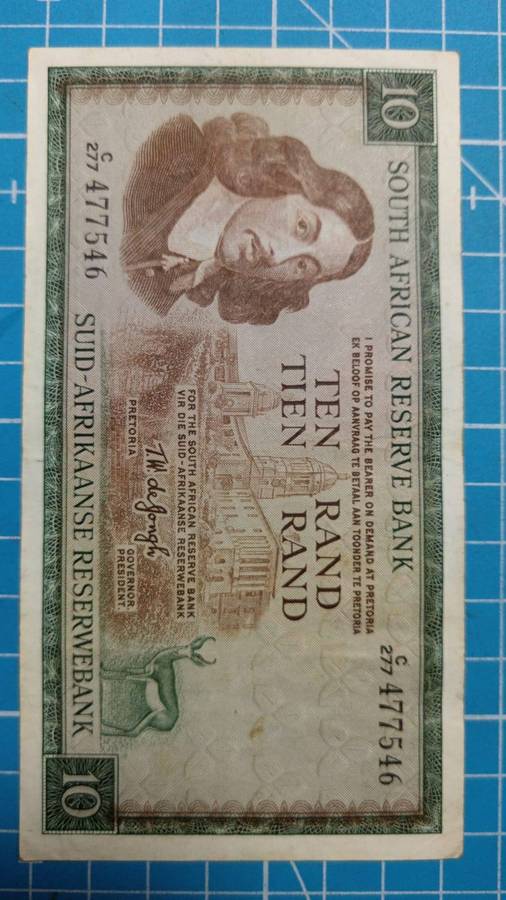 10
SOUTH AFRICAN RESERVE BANK
I PROMISE TO PAY THE BEARER ON DEMAND AT PRETORIA
EK BELOOF OP AANVRAAG TE BETAAL AAN TOONDER TE PRETORIA
C/277 477546
TEN RAND
TIEN RAND
FOR THE SOUTH AFRICAN RESERVE BANK
VIR DIE SUID-AFRIKAANSE RESERWEBANK
T.W. de Jongh
PRETORIA
GOVERNOR.
PRESIDENT.
C/277 477546
SUID-AFRIKAANSE RESERWEBANK
10